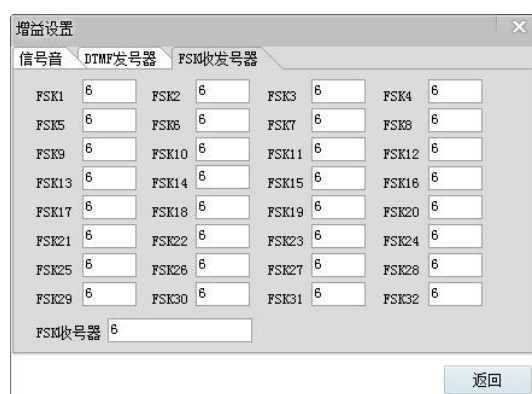 增益设置
信号音 DTMF发号器 FSK收发号器
FSK1 6 FSK2 6 FSK3 6 FSK4 6
FSK5 6 FSK6 6 FSK7 6 FSK8 6
FSK9 6 FSK10 6 FSK11 6 FSK12 6
FSK13 6 FSK14 6 FSK15 6 FSK16 6
FSK17 6 FSK18 6 FSK19 6 FSK20 6
FSK21 6 FSK22 6 FSK23 6 FSK24 6
FSK25 6 FSK26 6 FSK27 6 FSK28 6
FSK29 6 FSK30 6 FSK31 6 FSK32 6
FSK收号器 6
返回